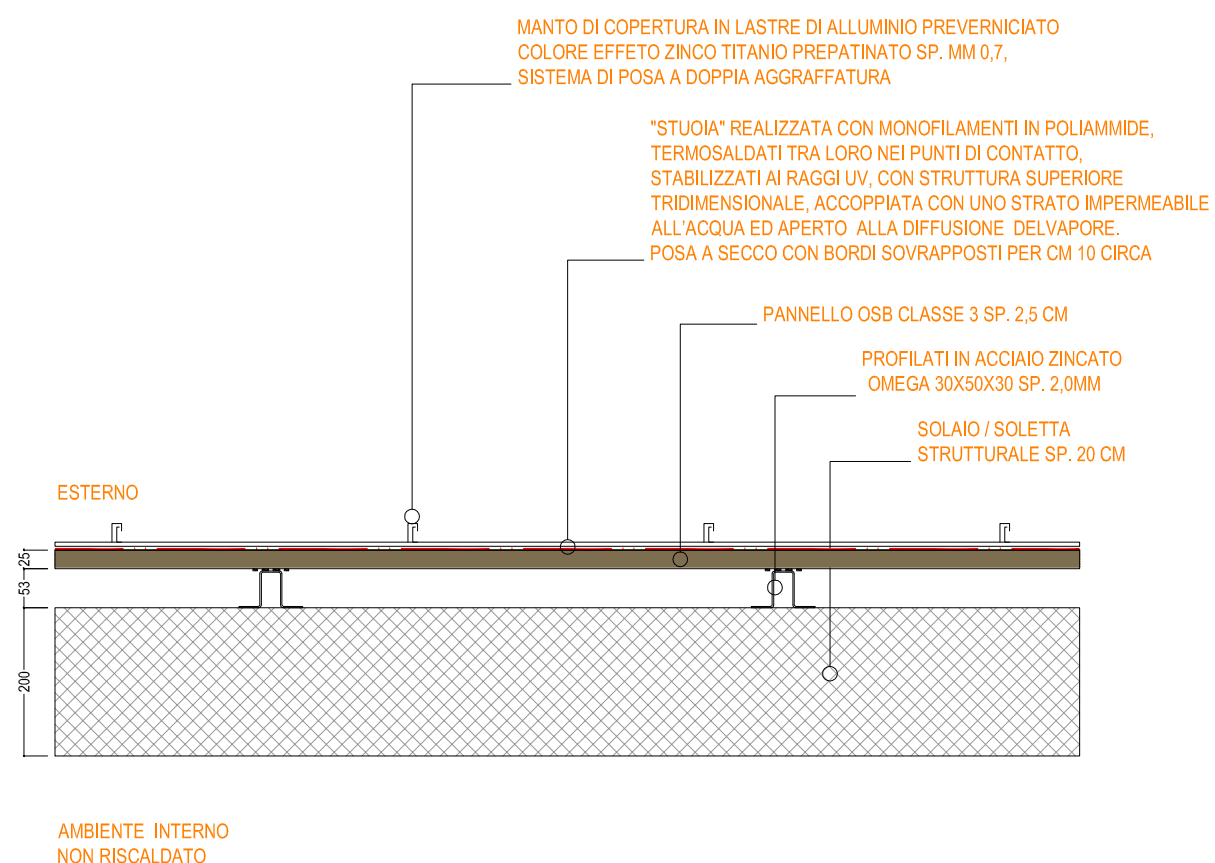 MANTO DI COPERTURA IN LASTRE DI ALLUMINIO PREVERNICIATO
COLORE EFFETTO ZINCO TITANIO PREPATINATO SP. MM 0,7,
SISTEMA DI POSA A DOPPIA AGGRAFFATURA
"STUOIA" REALIZZATA CON MONOFILAMENTI IN POLIAMMIDE,
TERMOSALDATI TRA LORO NEI PUNTI DI CONTATTO,
STABILIZZATI AI RAGGI UV, CON STRUTTURA SUPERIORE
TRIDIMENSIONALE, ACCOPPIATA CON UNO STRATO IMPERMEABILE
ALL'ACQUA ED APERTO ALLA DIFFUSIONE DELVAPORE.
POSA A SECCO CON BORDI SOVRAPPOSTI PER CM 10 CIRCA
PANNELLO OSB CLASSE 3 SP. 2,5 CM
PROFILATI IN ACCIAIO ZINCATO
OMEGA 30X50X30 SP. 2,0MM
SOLAIO / SOLETTA
STRUTTURALE SP. 20 CM
ESTERNO
25
53
200
AMBIENTE INTERNO
NON RISCALDATO